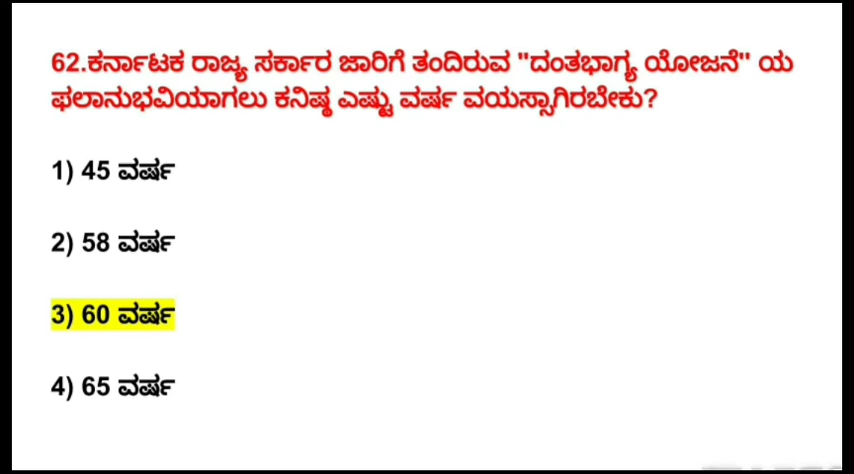 62.ಕರ್ನಾಟಕ ರಾಜ್ಯ ಸರ್ಕಾರ ಜಾರಿಗೆ ತಂದಿರುವ "ದಂತಭಾಗ್ಯ ಯೋಜನೆ" ಯ
ಫಲಾನುಭವಿಯಾಗಲು ಕನಿಷ್ಠ ಎಷ್ಟು ವರ್ಷ ವಯಸ್ಸಾಗಿರಬೇಕು?
1) 45 ವರ್ಷ
2) 58 ವರ್ಷ
3) 60 ವರ್ಷ
4) 65 ವರ್ಷ